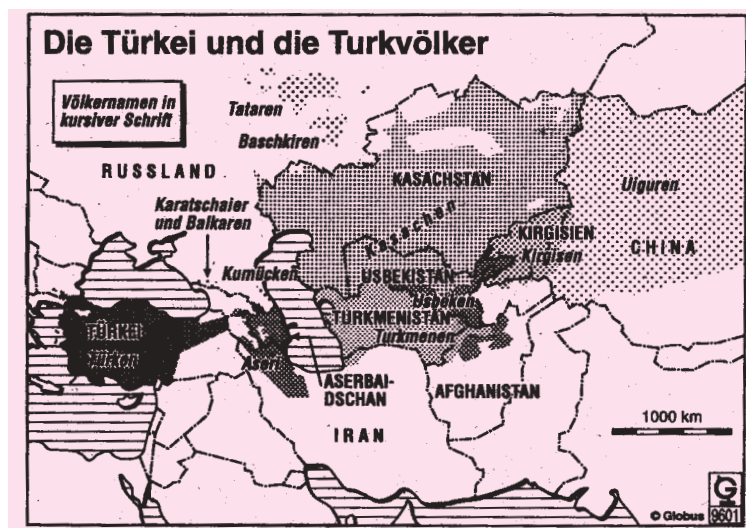 Die Türkei und die Turkvölker
Völkernamen in
kursiver Schrift
Tataren
Baschkiren
RUSSLAND
Karatschaier
und Balkaren
KASACHSTAN
Kasachen
Uiguren
KIRGISIEN
Kirgisen
CHINA
Kumücken
USBEKISTAN
Usbeken
TÜRKEI
Türken
TURKMENISTAN
Turkmenen
Aseri
ASERBAI-
DSCHAN
AFGHANISTAN
IRAN
1000 km
© Globus
9601